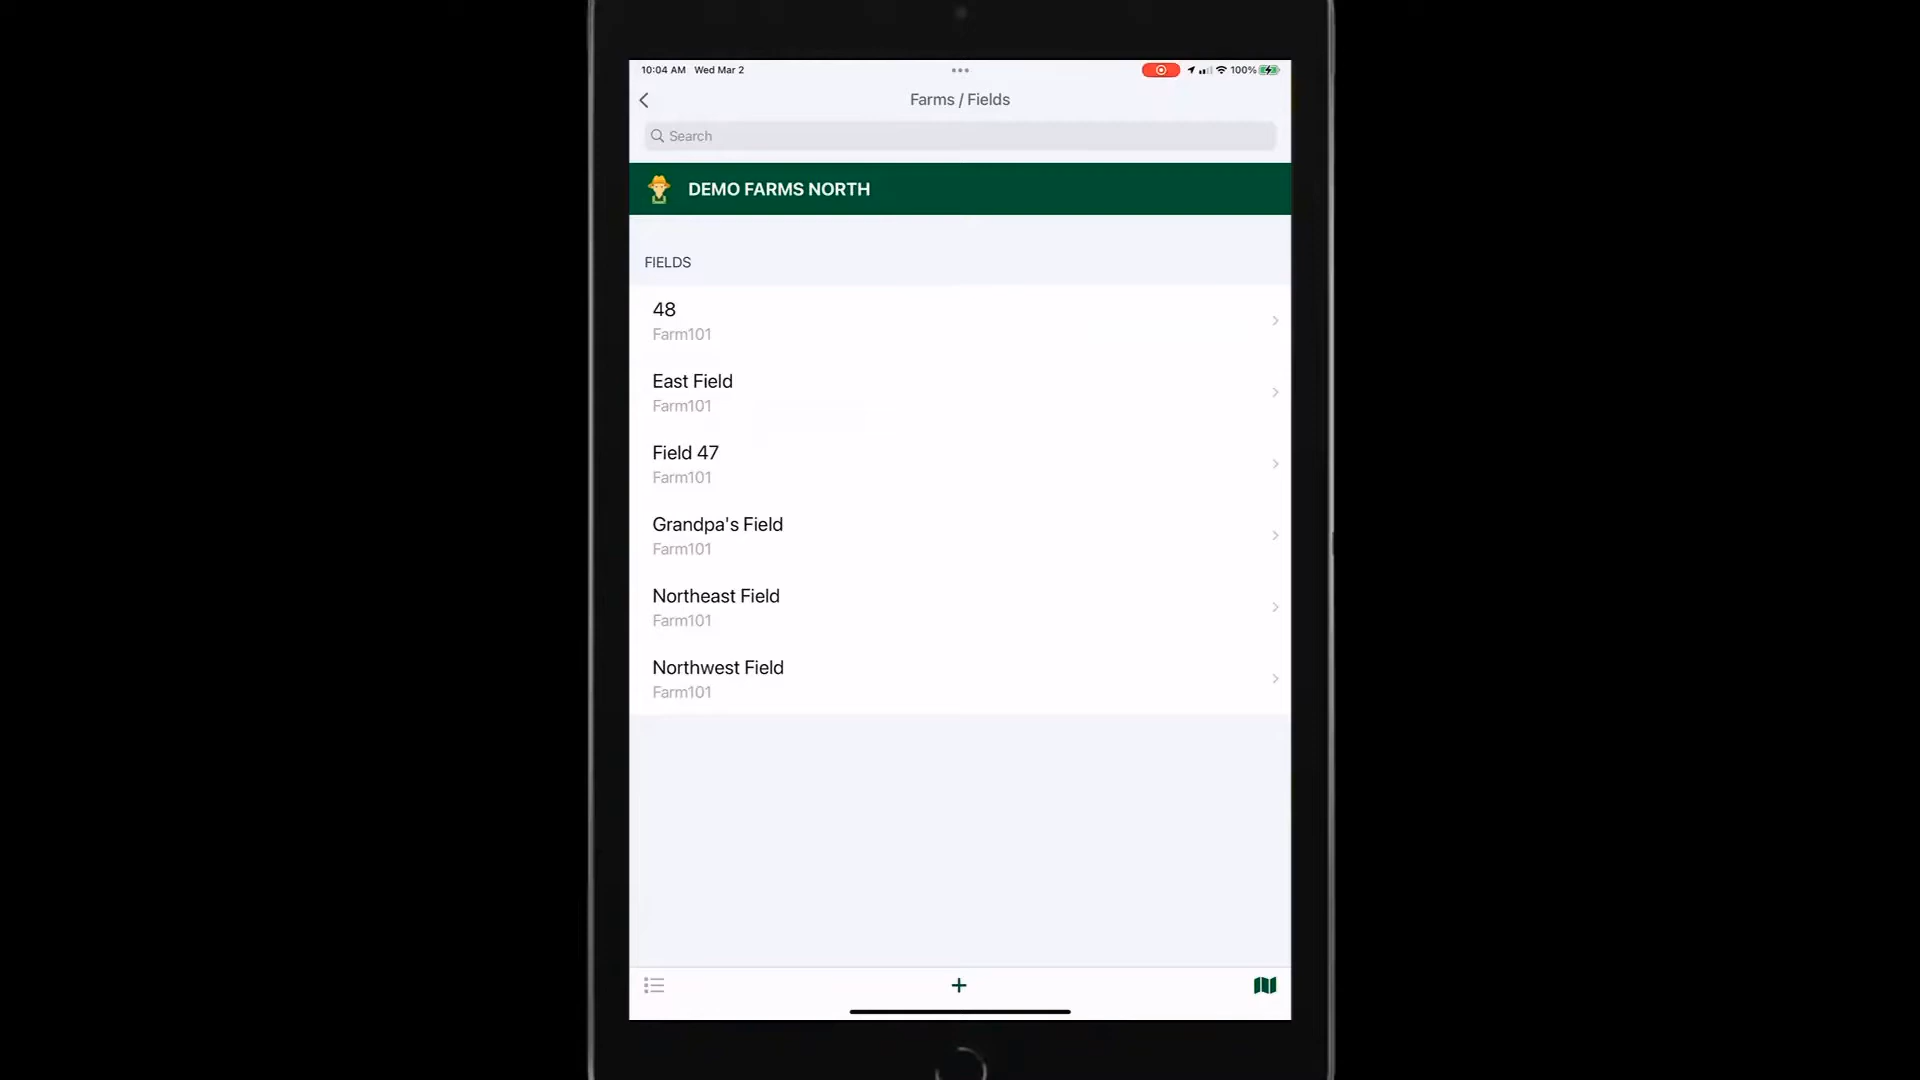 10:04 AM Wed Mar 2
100%
Farms / Fields
Search
DEMO FARMS NORTH
FIELDS
48
Farm101
East Field
Farm101
Field 47
Farm101
Grandpa's Field
Farm101
Northeast Field
Farm101
Northwest Field
Farm101